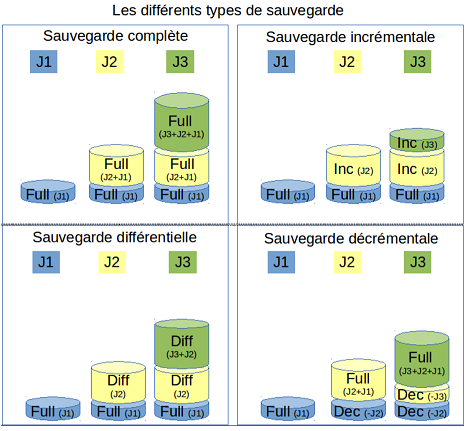 Les différents types de sauvegarde
Sauvegarde complète
J1 J2 J3
Full
(J3+J2+J1)
Full Full
(J2+J1) (J2+J1)
Full (J1) Full (J1) Full (J1)
Sauvegarde incrémentale
J1 J2 J3
Inc (J3)
Inc (J2) Inc (J2)
Full (J1) Full (J1) Full (J1)
Sauvegarde différentielle
J1 J2 J3
Diff
(J3+J2)
Diff Diff
(J2) (J2)
Full (J1) Full (J1) Full (J1)
Sauvegarde décrémentale
J1 J2 J3
Full
(J3+J2+J1)
Full
(J2+J1)
Dec (-J3)
Full (J1) Dec (-J2) Dec (-J2)